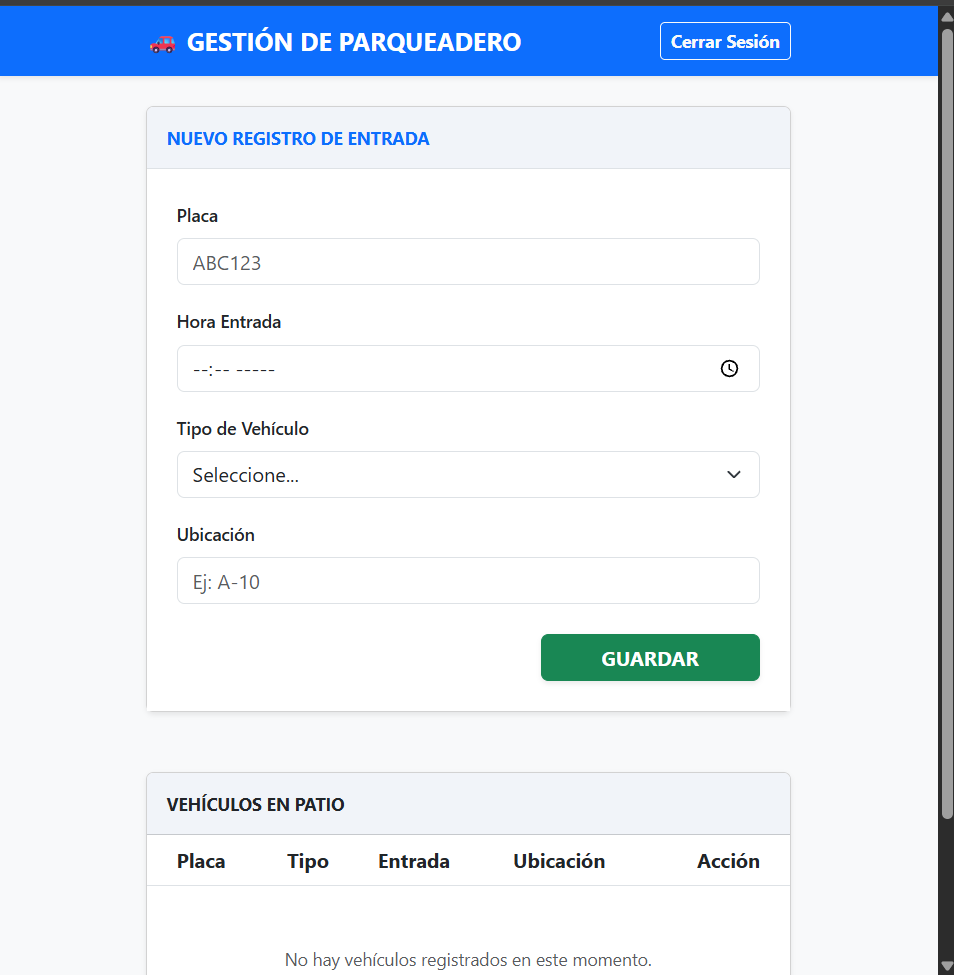 GESTIÓN DE PARQUEADERO
Cerrar Sesión
NUEVO REGISTRO DE ENTRADA
Placa
ABC123
Hora Entrada
--:-- -----
Tipo de Vehículo
Seleccione...
Ubicación
Ej: A-10
GUARDAR
VEHÍCULOS EN PATIO
Placa Tipo Entrada Ubicación Acción
No hay vehículos registrados en este momento.